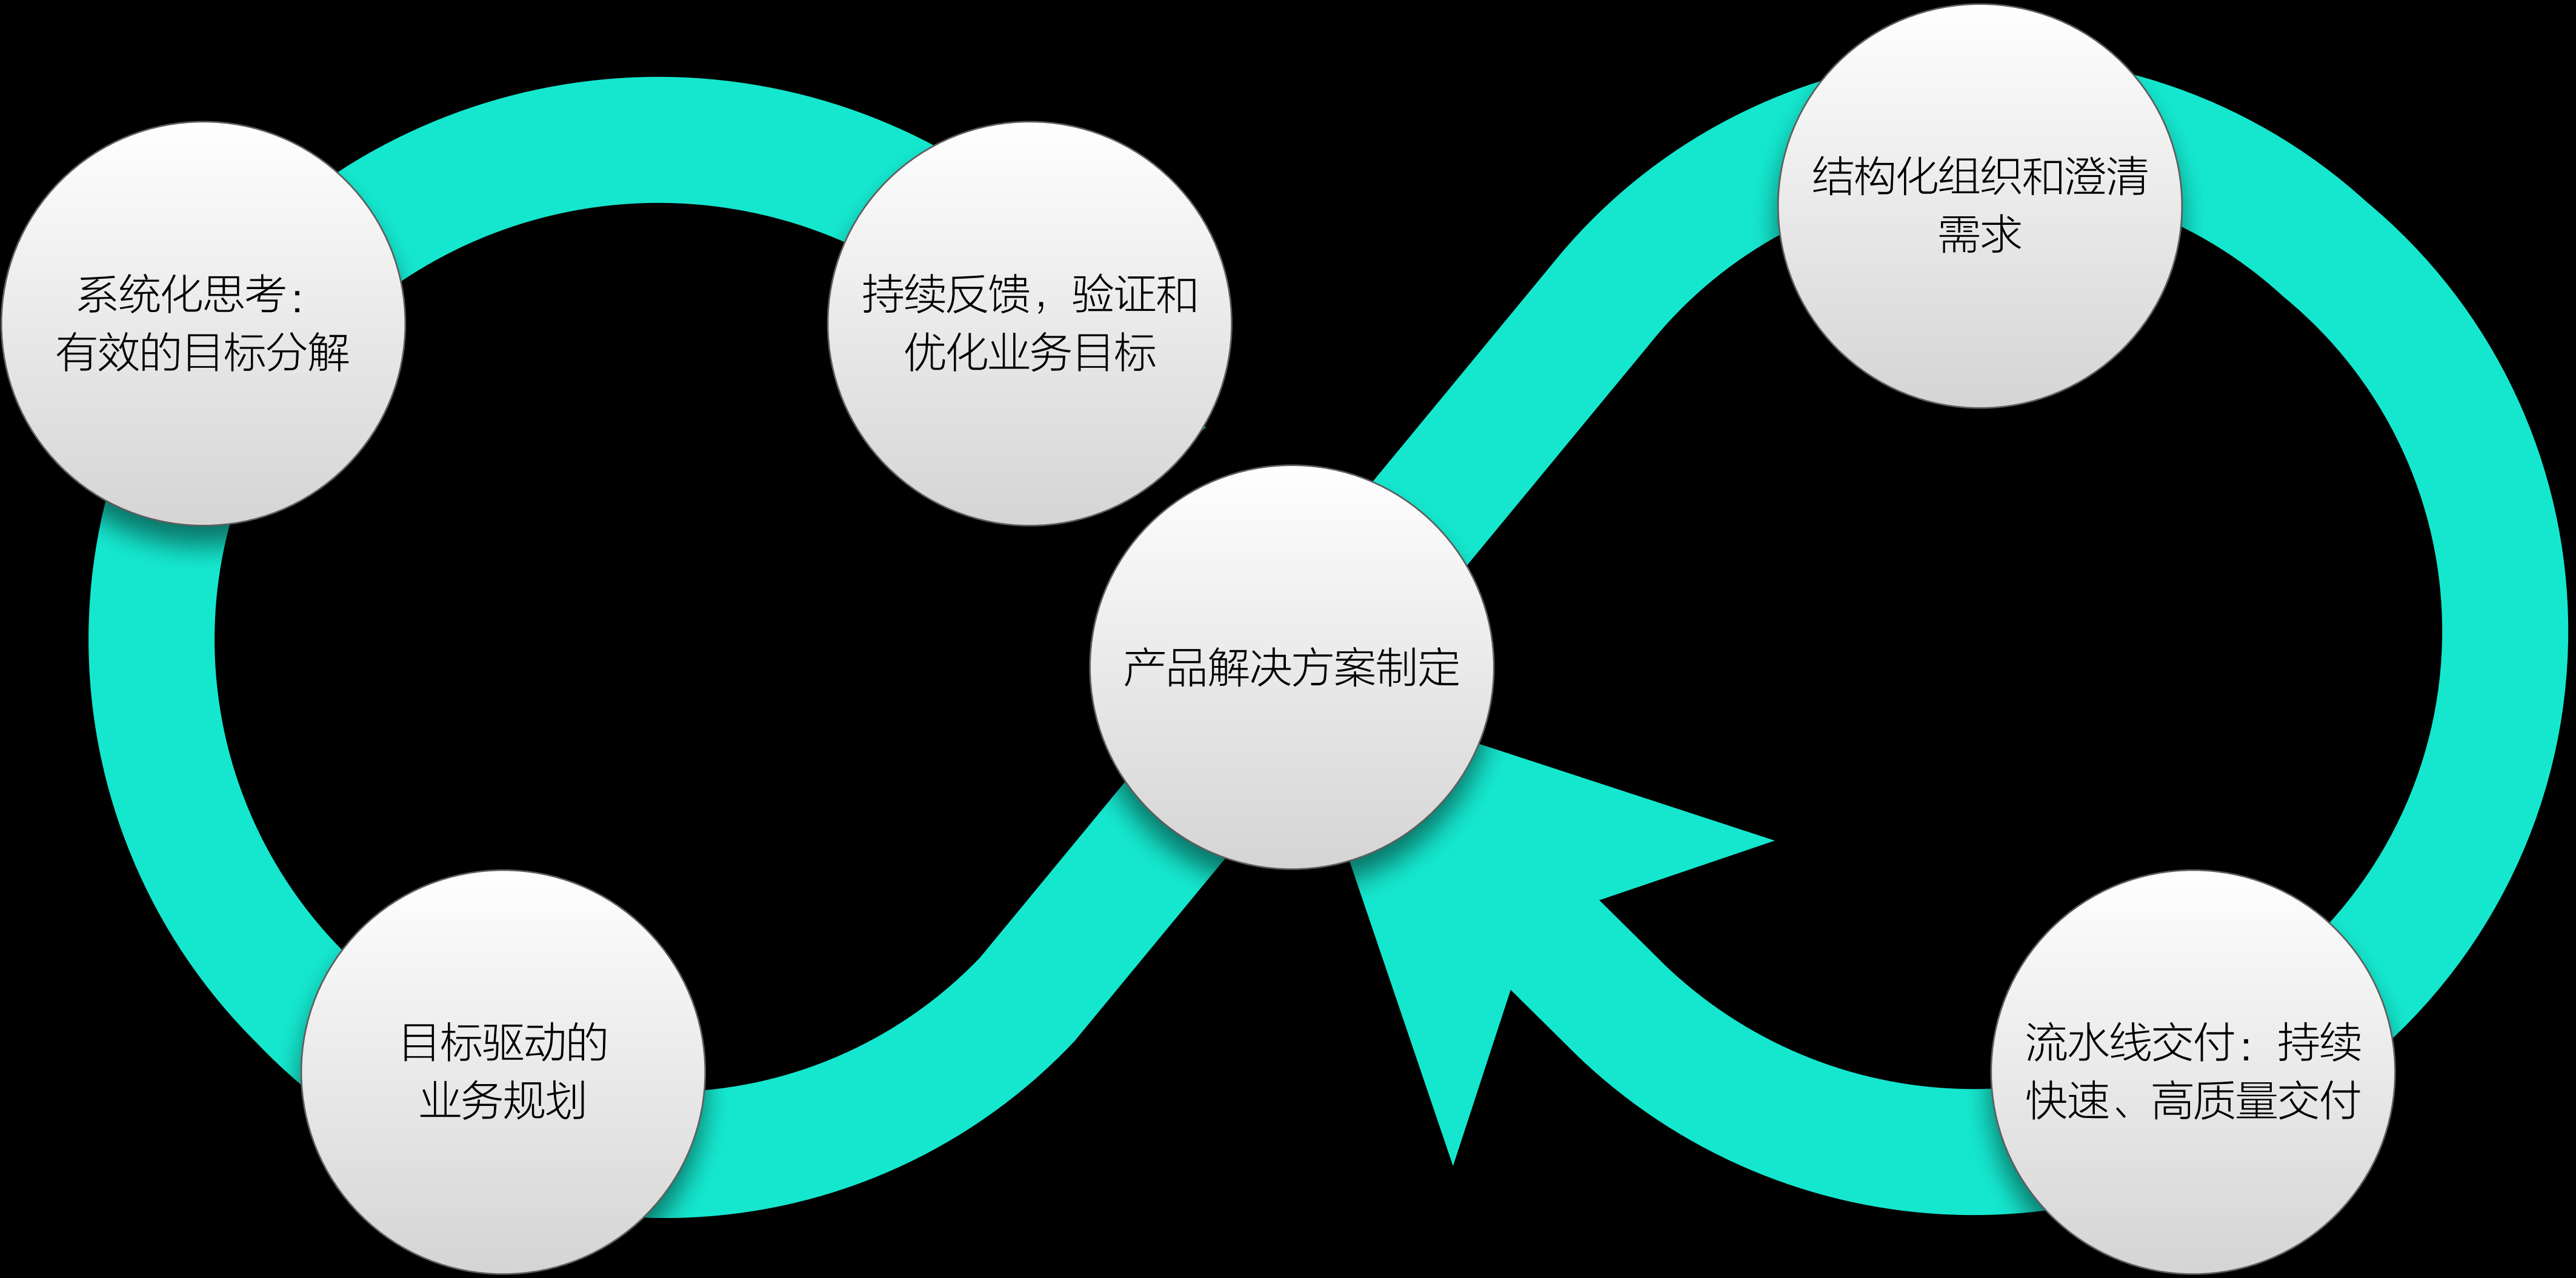 系统化思考：
有效的目标分解
持续反馈，验证和
优化业务目标
结构化组织和澄清
需求
产品解决方案制定
目标驱动的
业务规划
流水线交付：持续
快速、高质量交付